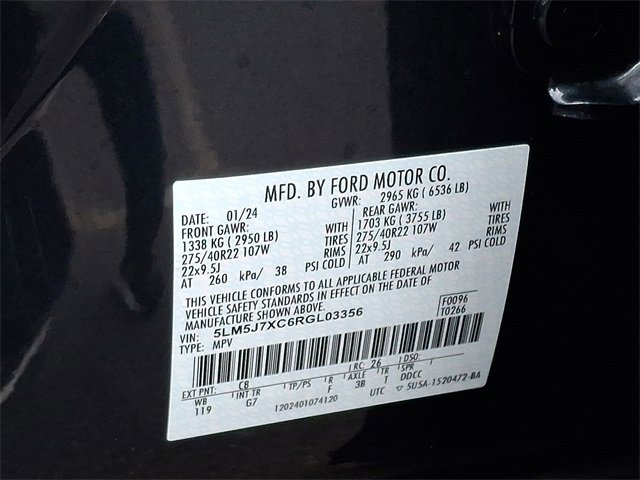 MFD. BY FORD MOTOR CO.
DATE: 01/24 GVWR: 2965 KG ( 6536 LB)
FRONT GAWR: REAR GAWR:
1338 KG ( 2950 LB) WITH 1703 KG ( 3755 LB) WITH
275/40R22 107W TIRES 275/40R22 107W TIRES
22x9.5J RIMS 22x9.5J RIMS
AT 260 kPa/ 38 PSI COLD AT 290 kPa/ 42 PSI COLD
THIS VEHICLE CONFORMS TO ALL APPLICABLE FEDERAL MOTOR
VEHICLE SAFETY STANDARDS IN EFFECT ON THE DATE OF
MANUFACTURE SHOWN ABOVE.
VIN: 5LM5J7XC6RGL03356 F0096
TYPE: MPV T0266
EXT PNT: C8 RC: 26 DSO:
WB INT TR TP/PS R AXLE TR SPR
119 G7 F 3B T DDCC
1202401074120 UTC 5U5A-1520472-BA